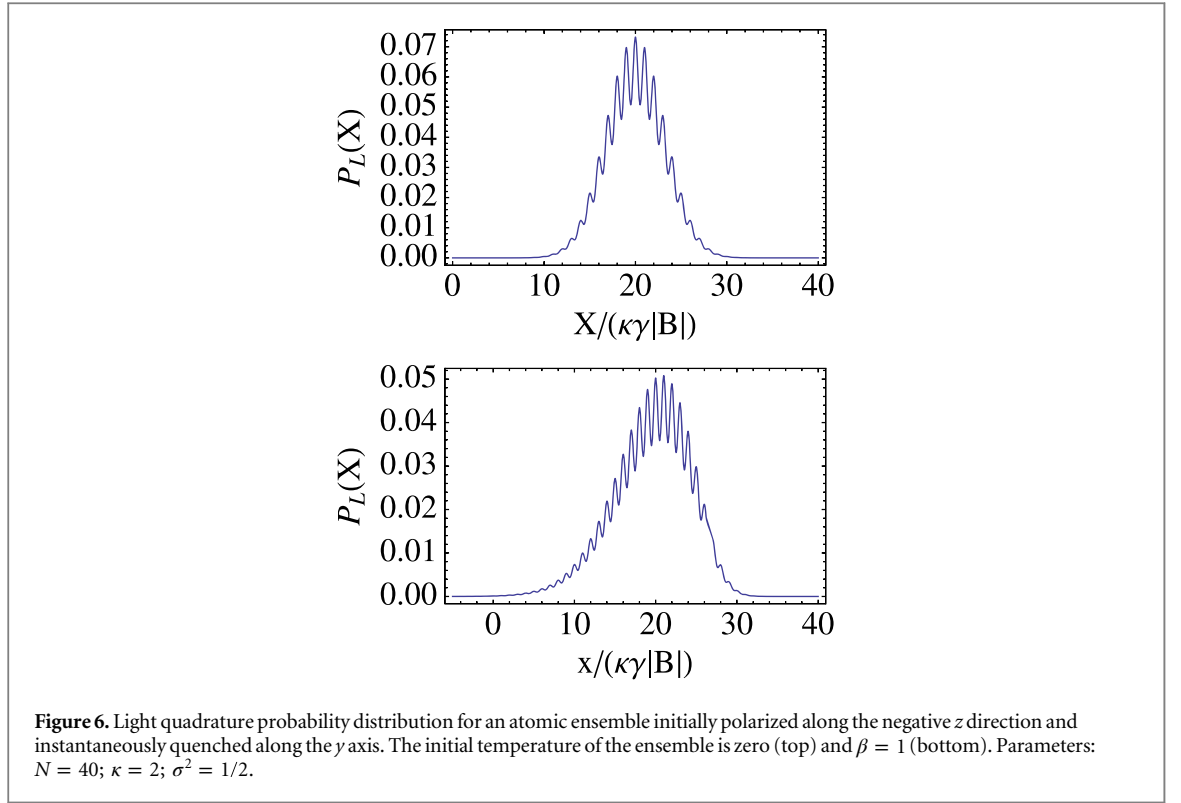 0.07
0.06
0.05
0.04
0.03
0.02
0.01
0.00
P_L(X)
0 10 20 30 40
X/(κγ|B|)
0.05
0.04
0.03
0.02
0.01
0.00
P_L(X)
0 10 20 30 40
x/(κγ|B|)
Figure 6. Light quadrature probability distribution for an atomic ensemble initially polarized along the negative z direction and
instantaneously quenched along the y axis. The initial temperature of the ensemble is zero (top) and β = 1 (bottom). Parameters:
N = 40; κ = 2; σ² = 1/2.